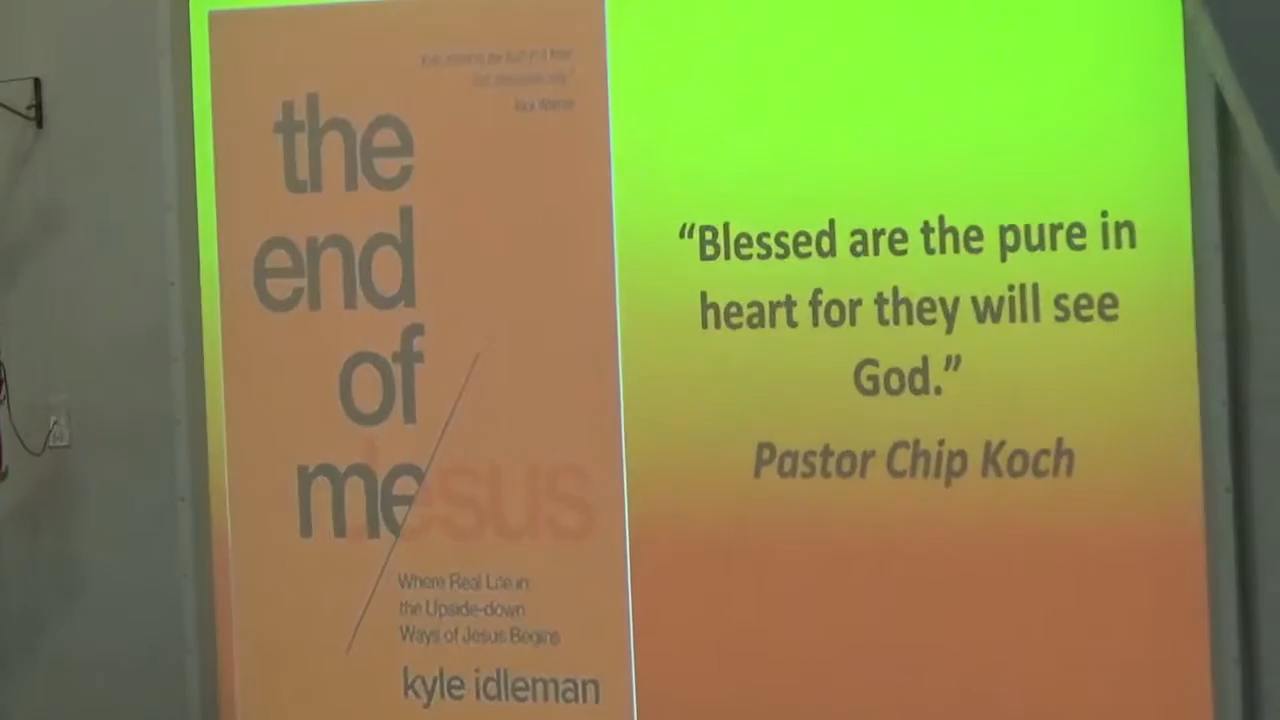 the
end
of
me
Jesus
Where Real Life in
the Upside-down
Ways of Jesus Begins
kyle idleman
“Blessed are the pure in
heart for they will see
God.”
Pastor Chip Koch